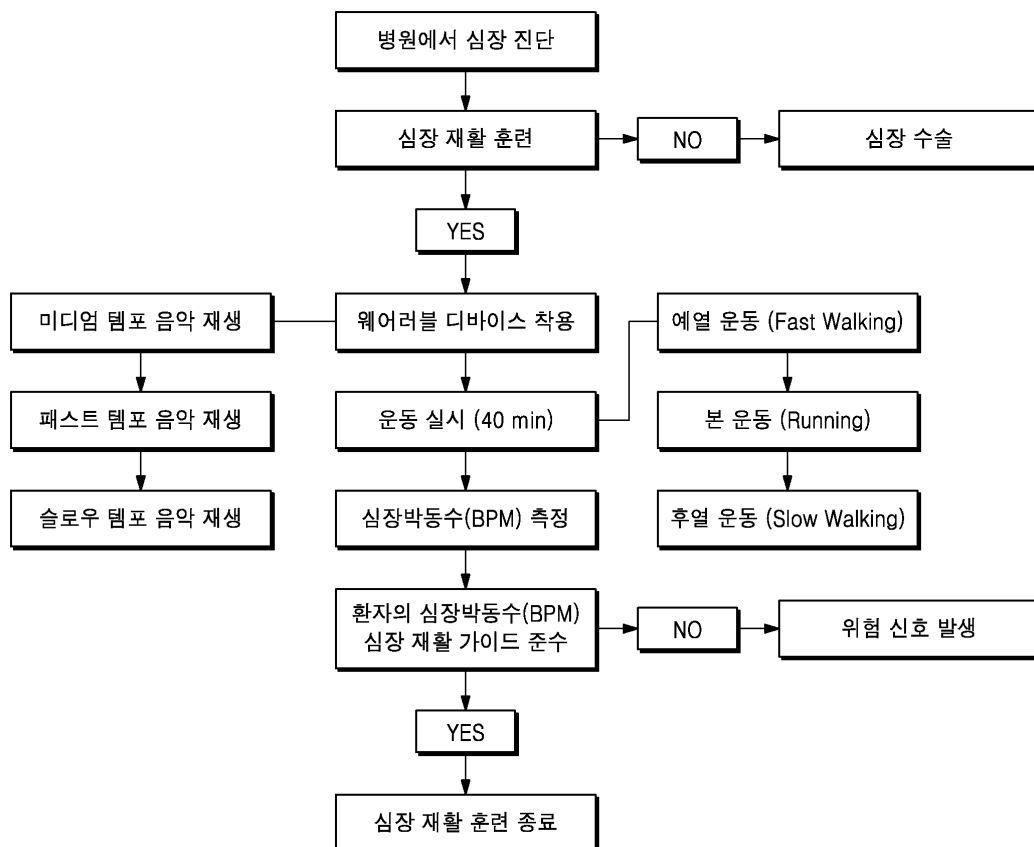 병원에서 심장 진단
심장 재활 훈련
NO
심장 수술
YES
미디엄 템포 음악 재생
웨어러블 디바이스 착용
예열 운동 (Fast Walking)
패스트 템포 음악 재생
운동 실시 (40 min)
본 운동 (Running)
슬로우 템포 음악 재생
심장박동수(BPM) 측정
후열 운동 (Slow Walking)
환자의 심장박동수(BPM)
심장 재활 가이드 준수
NO
위험 신호 발생
YES
심장 재활 훈련 종료